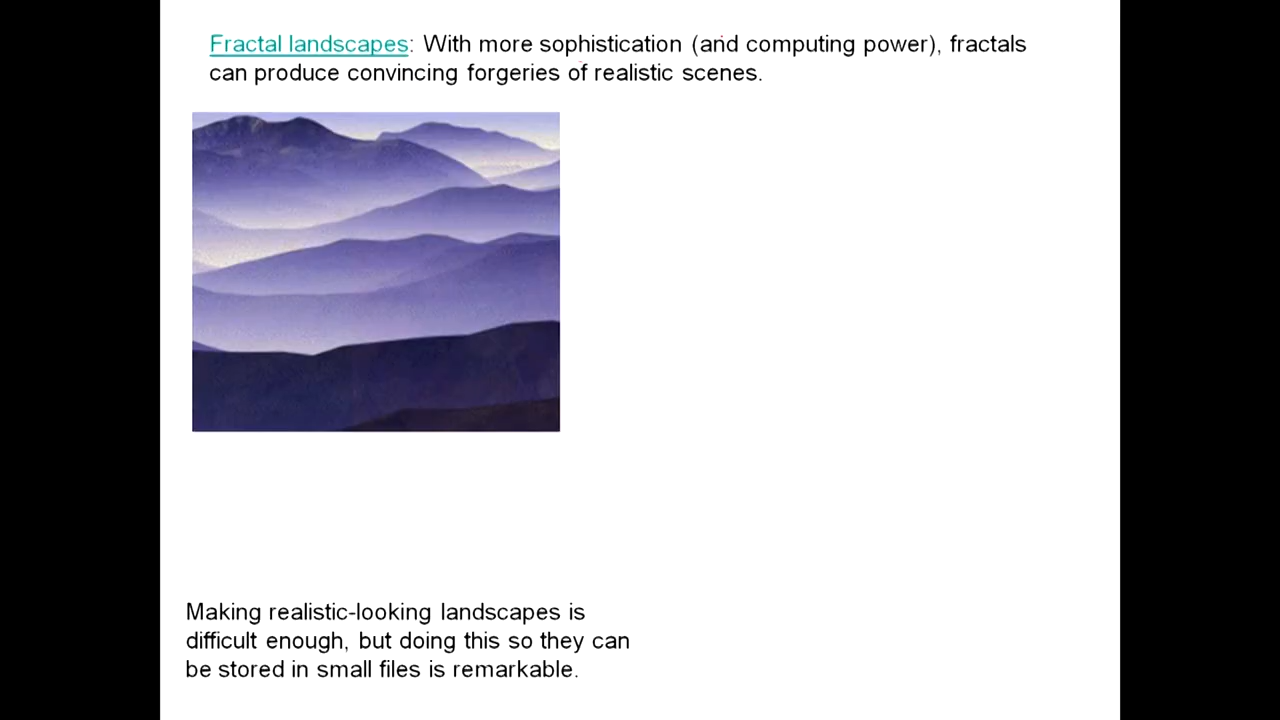 Fractal landscapes: With more sophistication (and computing power), fractals
can produce convincing forgeries of realistic scenes.
Making realistic-looking landscapes is
difficult enough, but doing this so they can
be stored in small files is remarkable.